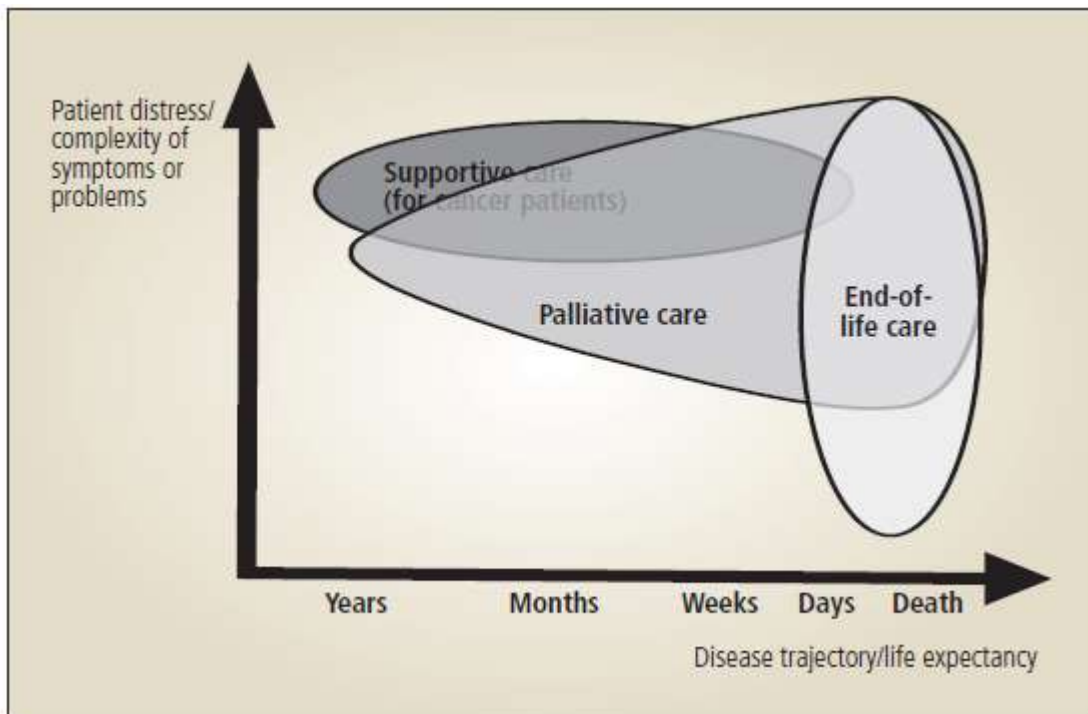 Patient distress/
complexity of
symptoms or
problems
Supportive care
(for cancer patients)
Palliative care
End-of-
life care
Years Months Weeks Days Death
Disease trajectory/life expectancy